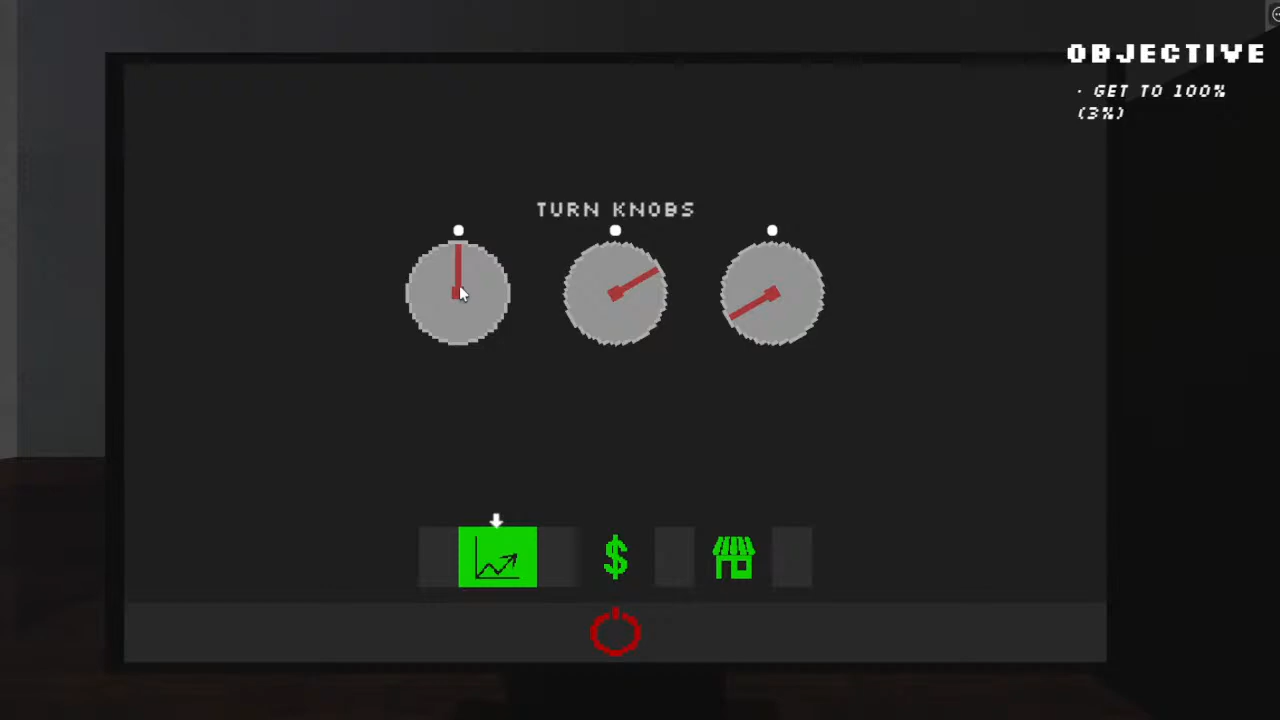 OBJECTIVE
· GET TO 100%
(3%)
TURN KNOBS
$